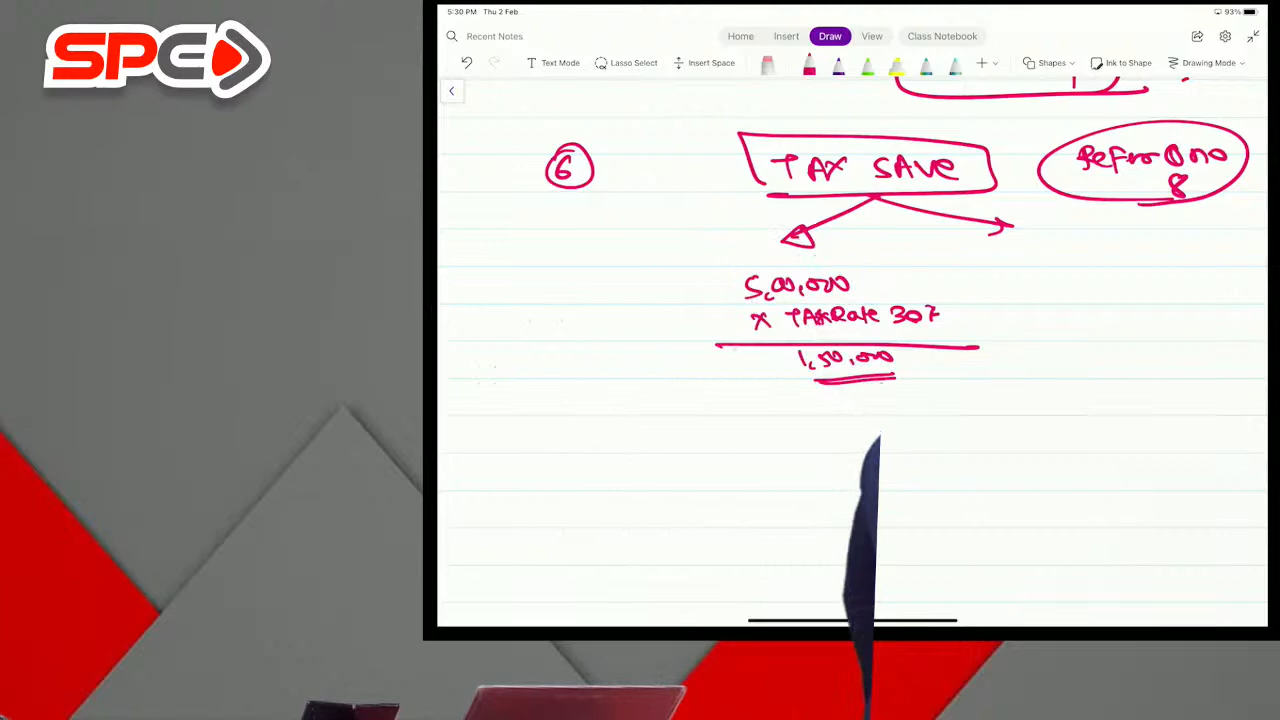 SPE
5:30 PM Thu 2 Feb
93%
Recent Notes
Home Insert Draw View Class Notebook
Text Mode Lasso Select Insert Space Shapes Ink to Shape Drawing Mode
6
TAX SAVE
Refer Q no
8
5,00,000
x TAX Rate 30%
1,50,000